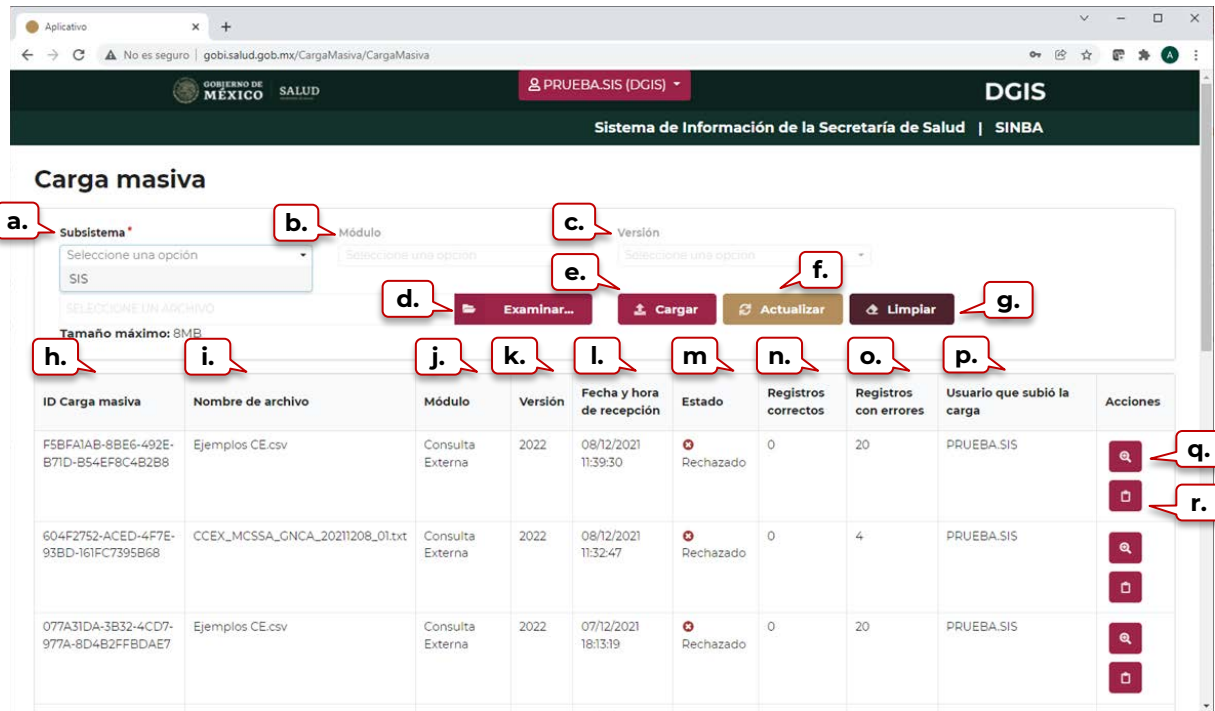 Aplicativo
No es seguro | gobi.salud.gob.mx/CargaMasiva/CargaMasiva
A
GOBIERNO DE MÉXICO SALUD
PRUEBA.SIS (DGIS)
DGIS
Sistema de Información de la Secretaría de Salud | SINBA
Carga masiva
a. b. c.
Subsistema * Módulo Versión
Seleccione una opción Seleccione una opción Seleccione una opción
SIS
e. f.
SELECCIONE UN ARCHIVO d. Examinar... Cargar Actualizar Limpiar g.
Tamaño máximo: 8MB
h. i. j. k. l. m n. o. p.
ID Carga masiva Nombre de archivo Módulo Versión Fecha y hora de recepción Estado Registros correctos Registros con errores Usuario que subió la carga Acciones
F5BFA1AB-8BE6-492E- Ejemplos CE.csv Consulta 2022 08/12/2021 0 20 PRUEBA.SIS
B71D-B54EF8C4B2B8 Externa 11:39:30 Rechazado
q.
r.
604F2752-ACED-4F7E- CCEX_MCSSA_GNCA_20211208_01.txt Consulta 2022 08/12/2021 0 4 PRUEBA.SIS
93BD-161FC7395B68 Externa 11:32:47 Rechazado
077A31DA-3B32-4CD7- Ejemplos CE.csv Consulta 2022 07/12/2021 0 20 PRUEBA.SIS
977A-8D4B2FFBDAE7 Externa 18:13:19 Rechazado